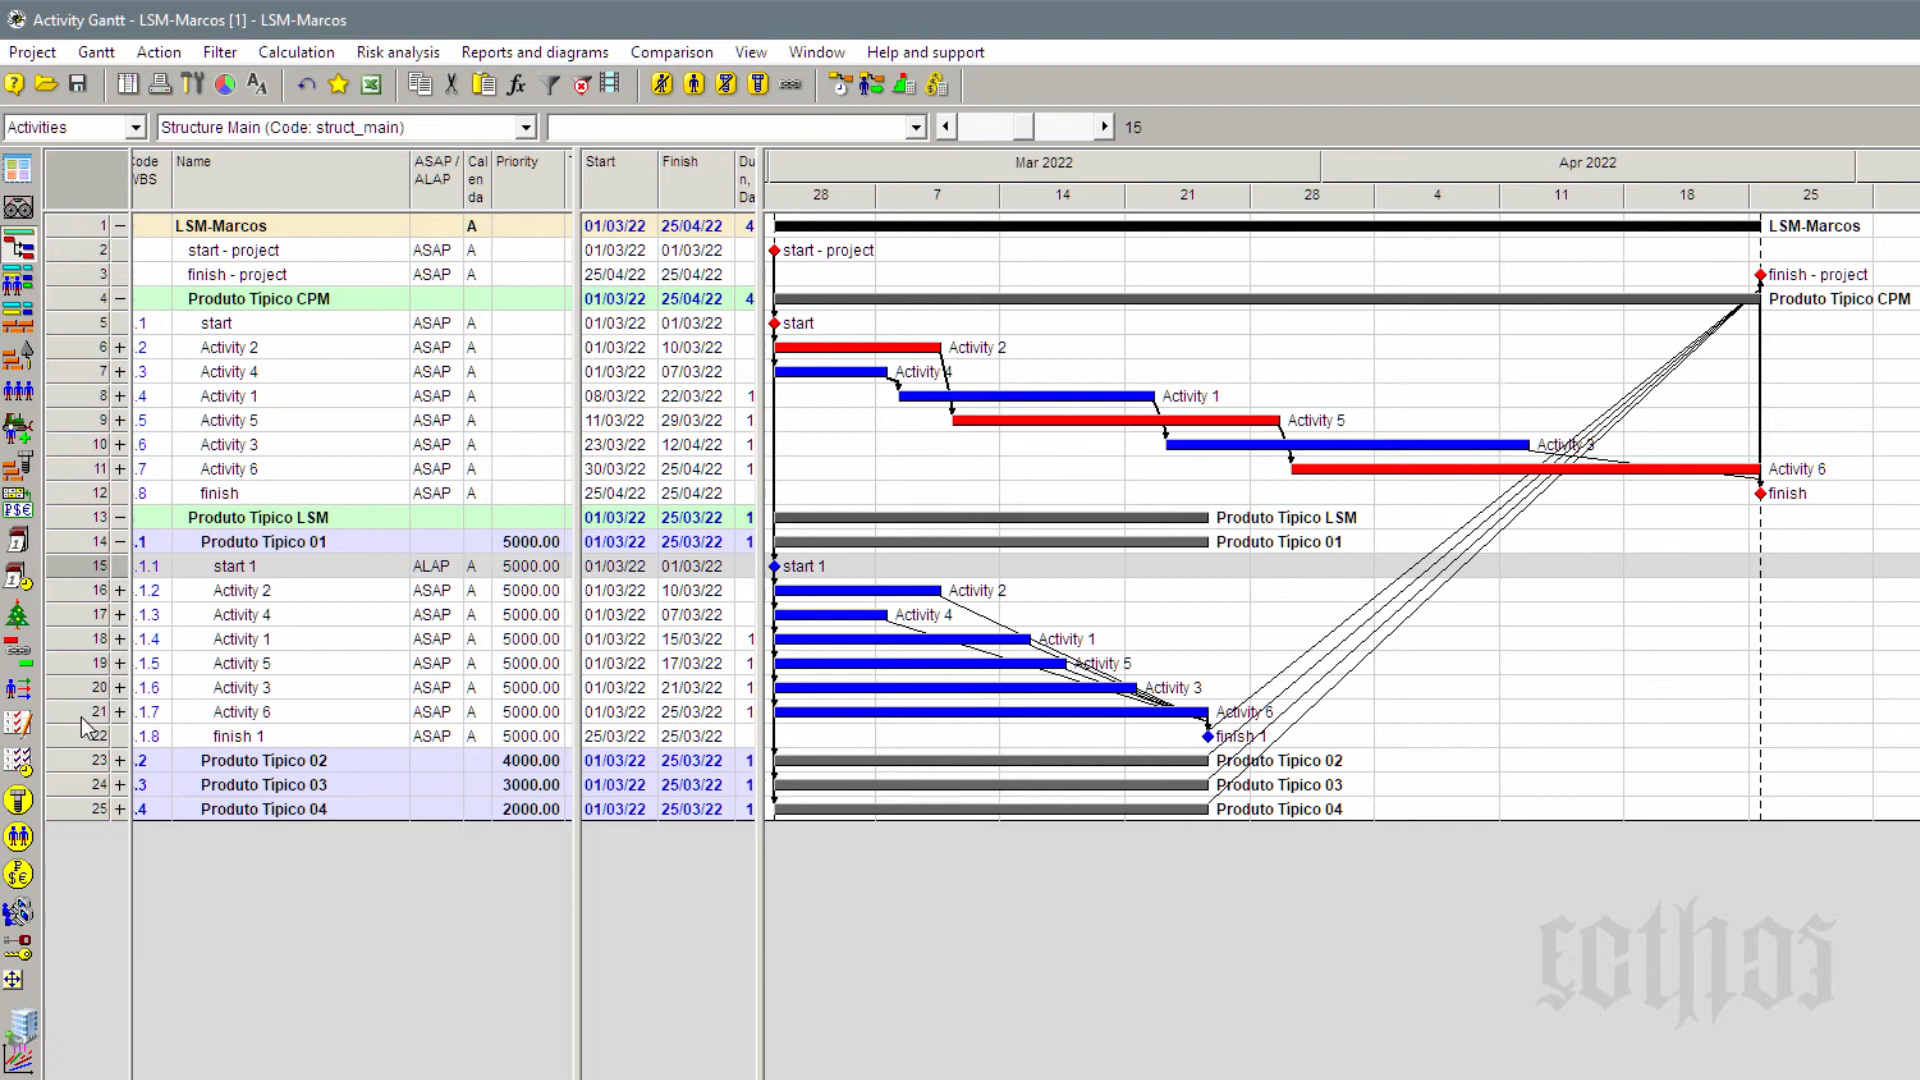 Activity Gantt - LSM-Marcos [1] - LSM-Marcos
Project Gantt Action Filter Calculation Risk analysis Reports and diagrams Comparison View Window Help and support
Activities Structure Main (Code: struct_main) 15
Code WBS Name ASAP / ALAP Cal en da Priority Start Finish Du n, Da
Mar 2022 Apr 2022
28 7 14 21 28 4 11 18 25
1 LSM-Marcos A 01/03/22 25/04/22 4 LSM-Marcos
2 start - project ASAP A 01/03/22 01/03/22 start - project
3 finish - project ASAP A 25/04/22 25/04/22 finish - project
4 Produto Típico CPM 01/03/22 25/04/22 4 Produto Típico CPM
5 .1 start ASAP A 01/03/22 01/03/22 start
6 .2 Activity 2 ASAP A 01/03/22 10/03/22 Activity 2
7 .3 Activity 4 ASAP A 01/03/22 07/03/22 Activity 4
8 .4 Activity 1 ASAP A 08/03/22 22/03/22 1 Activity 1
9 .5 Activity 5 ASAP A 11/03/22 29/03/22 1 Activity 5
10 .6 Activity 3 ASAP A 23/03/22 12/04/22 1 Activity 3
11 .7 Activity 6 ASAP A 30/03/22 25/04/22 1 Activity 6
12 .8 finish ASAP A 25/04/22 25/04/22 finish
13 Produto Típico LSM 01/03/22 25/03/22 1 Produto Típico LSM
14 .1 Produto Típico 01 5000.00 01/03/22 25/03/22 1 Produto Típico 01
15 .1.1 start 1 ALAP A 5000.00 01/03/22 01/03/22 start 1
16 .1.2 Activity 2 ASAP A 5000.00 01/03/22 10/03/22 Activity 2
17 .1.3 Activity 4 ASAP A 5000.00 01/03/22 07/03/22 Activity 4
18 .1.4 Activity 1 ASAP A 5000.00 01/03/22 15/03/22 1 Activity 1
19 .1.5 Activity 5 ASAP A 5000.00 01/03/22 17/03/22 1 Activity 5
20 .1.6 Activity 3 ASAP A 5000.00 01/03/22 21/03/22 1 Activity 3
21 .1.7 Activity 6 ASAP A 5000.00 01/03/22 25/03/22 1 Activity 6
22 .1.8 finish 1 ASAP A 5000.00 25/03/22 25/03/22 finish 1
23 .2 Produto Típico 02 4000.00 01/03/22 25/03/22 1 Produto Típico 02
24 .3 Produto Típico 03 3000.00 01/03/22 25/03/22 1 Produto Típico 03
25 .4 Produto Típico 04 2000.00 01/03/22 25/03/22 1 Produto Típico 04